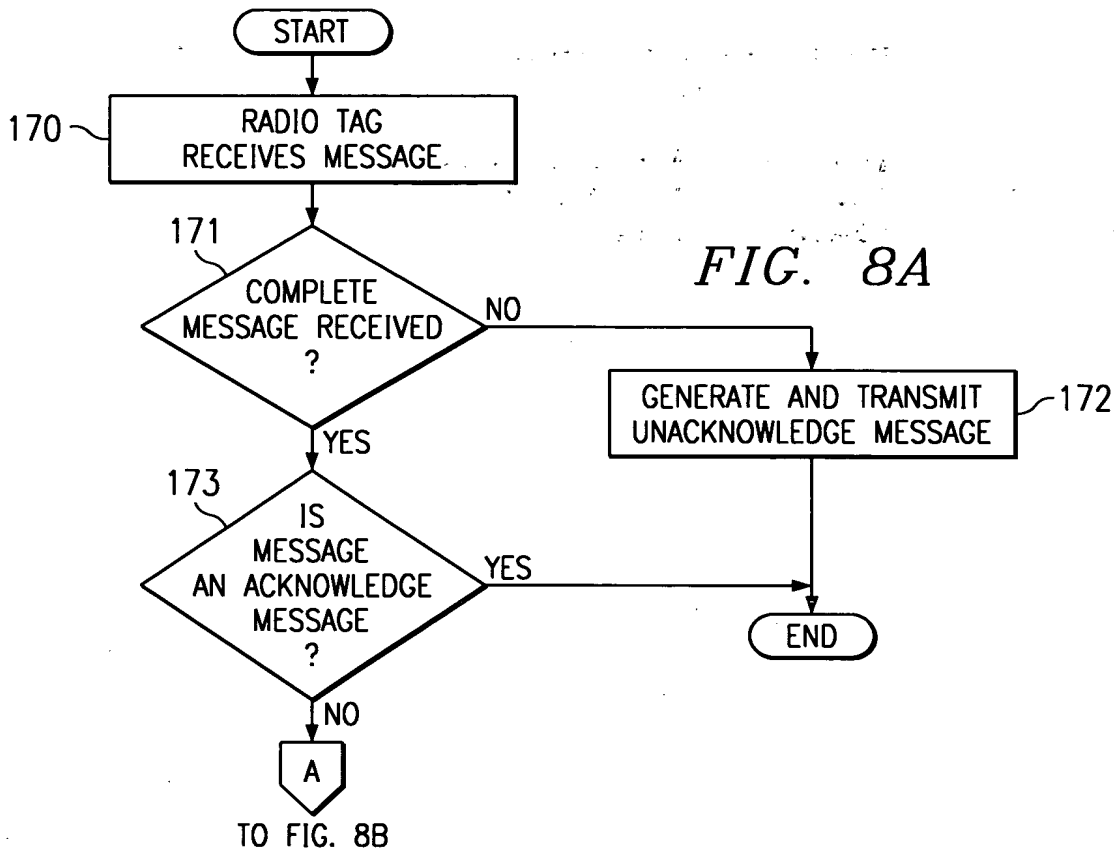 START
170
RADIO TAG
RECEIVES MESSAGE
171
COMPLETE
MESSAGE RECEIVED
?
NO
FIG. 8A
GENERATE AND TRANSMIT
UNACKNOWLEDGE MESSAGE
172
YES
173
IS
MESSAGE
AN ACKNOWLEDGE
MESSAGE
?
YES
END
NO
A
TO FIG. 8B